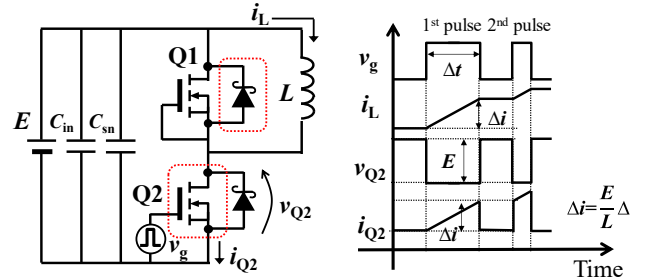 i_L
Q1
L
E
C_in
C_sn
Q2
v_Q2
v_g
i_Q2
1st pulse 2nd pulse
v_g
Δt
i_L
Δi
v_Q2
E
i_Q2
Δi
Δi=E/L Δ
Time